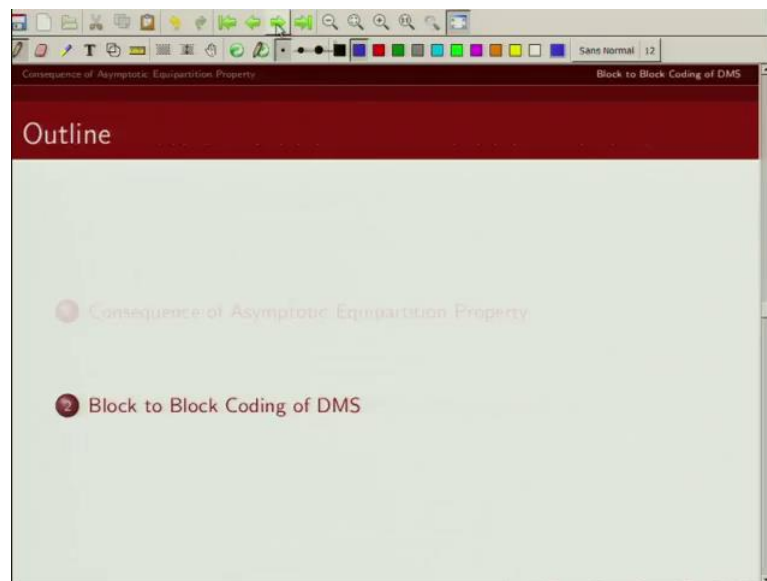 T
Sans Normal 12
Consequence of Asymptotic Equipartition Property
Block to Block Coding of DMS
Outline
Consequence of Asymptotic Equipartition Property
2 Block to Block Coding of DMS